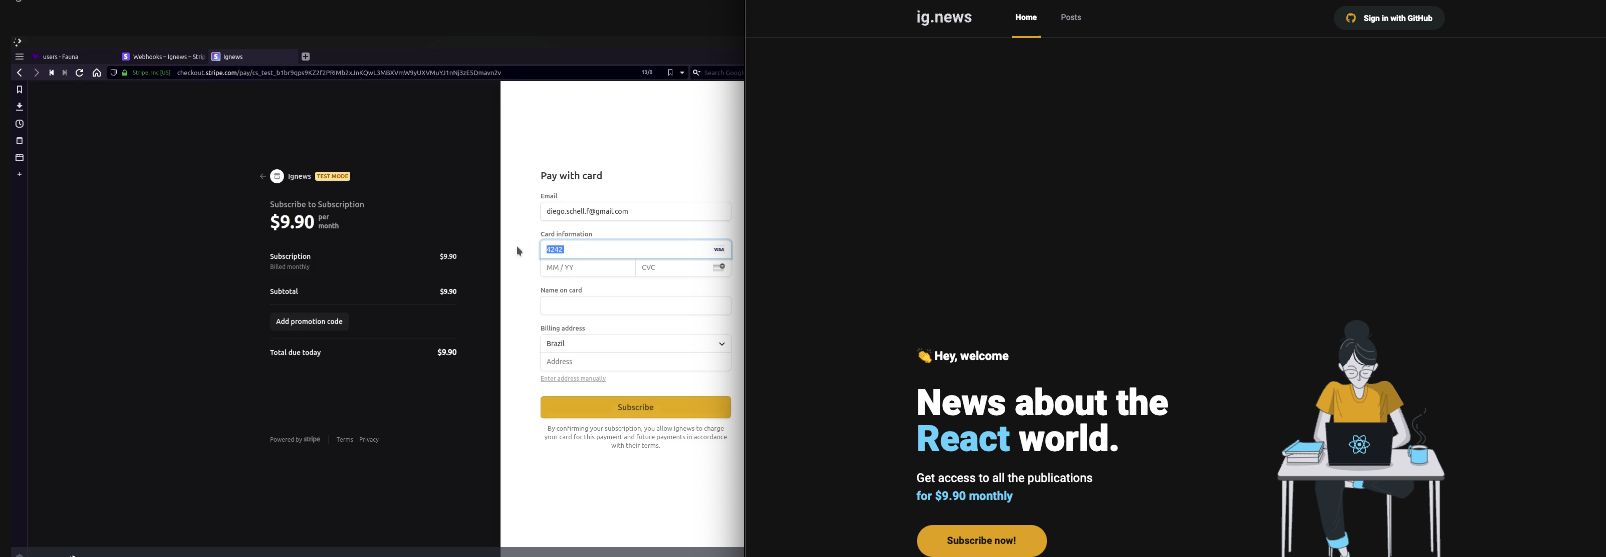 users - Fauna
Webhooks – Ignews – Strip
Ignews
Stripe, Inc [US]
checkout.stripe.com/pay/
Search Googl
Ignews TEST MODE
Subscribe to Subscription
$9.90 per month
Subscription $9.90
Billed monthly
Subtotal $9.90
Add promotion code
Total due today $9.90
Powered by stripe
Terms Privacy
Pay with card
Email
diego.schell.f@gmail.com
Card information
4242
VISA
MM / YY
CVC
Name on card
Billing address
Brazil
Address
Enter address manually
Subscribe
By confirming your subscription, you allow Ignews to charge
your card for this payment and future payments in accordance
with their terms.
ig.news
Home
Posts
Sign in with GitHub
Hey, welcome
News about the
React world.
Get access to all the publications
for $9.90 monthly
Subscribe now!